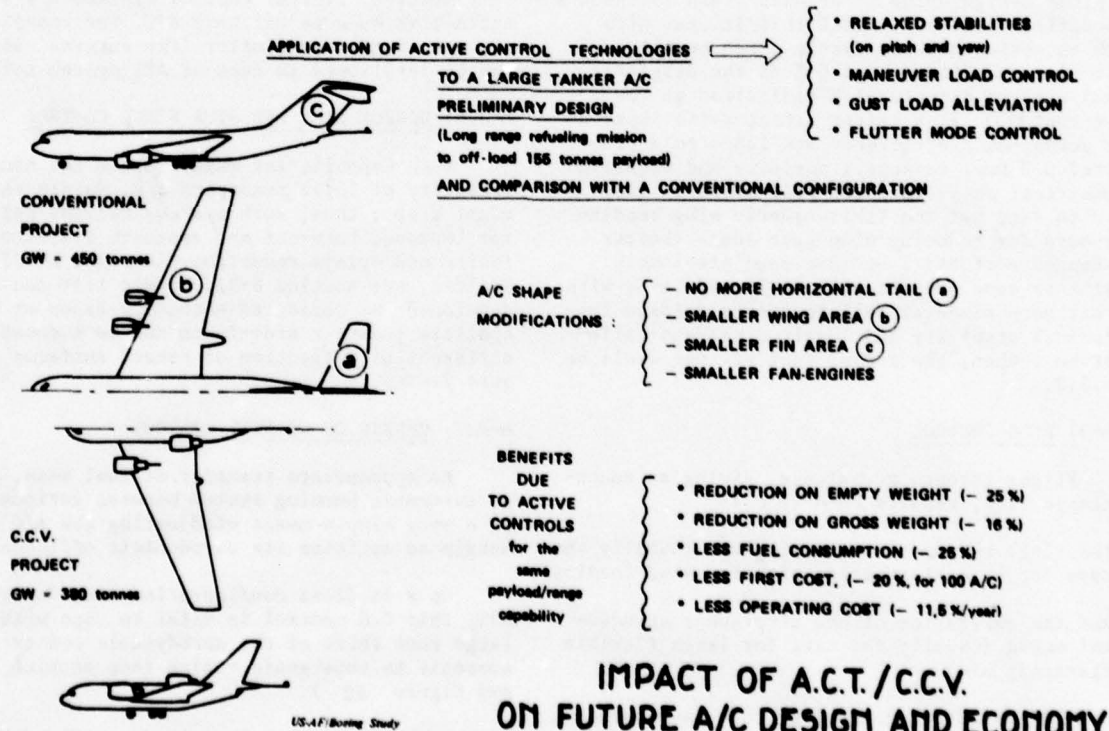 APPLICATION OF ACTIVE CONTROL TECHNOLOGIES
TO A LARGE TANKER A/C
PRELIMINARY DESIGN
(Long range refueling mission
to off-load 156 tonnes payload)
AND COMPARISON WITH A CONVENTIONAL CONFIGURATION
* RELAXED STABILITIES
(on pitch and yaw)
* MANEUVER LOAD CONTROL
* GUST LOAD ALLEVIATION
* FLUTTER MODE CONTROL
c
CONVENTIONAL
PROJECT
GW = 450 tonnes
b
a
A/C SHAPE
MODIFICATIONS :
– NO MORE HORIZONTAL TAIL a
– SMALLER WING AREA b
– SMALLER FIN AREA c
– SMALLER FAN-ENGINES
C.C.V.
PROJECT
GW = 380 tonnes
BENEFITS
DUE
TO ACTIVE
CONTROLS
for the
same
payload/range
capability
* REDUCTION ON EMPTY WEIGHT (– 25 %)
* REDUCTION ON GROSS WEIGHT (– 16 %)
* LESS FUEL CONSUMPTION (– 25 %)
* LESS FIRST COST, (– 20 %, for 100 A/C)
* LESS OPERATING COST (– 11,5 %/year)
US-AF/Boeing Study
IMPACT OF A.C.T. / C.C.V.
ON FUTURE A/C DESIGN AND ECONOMY